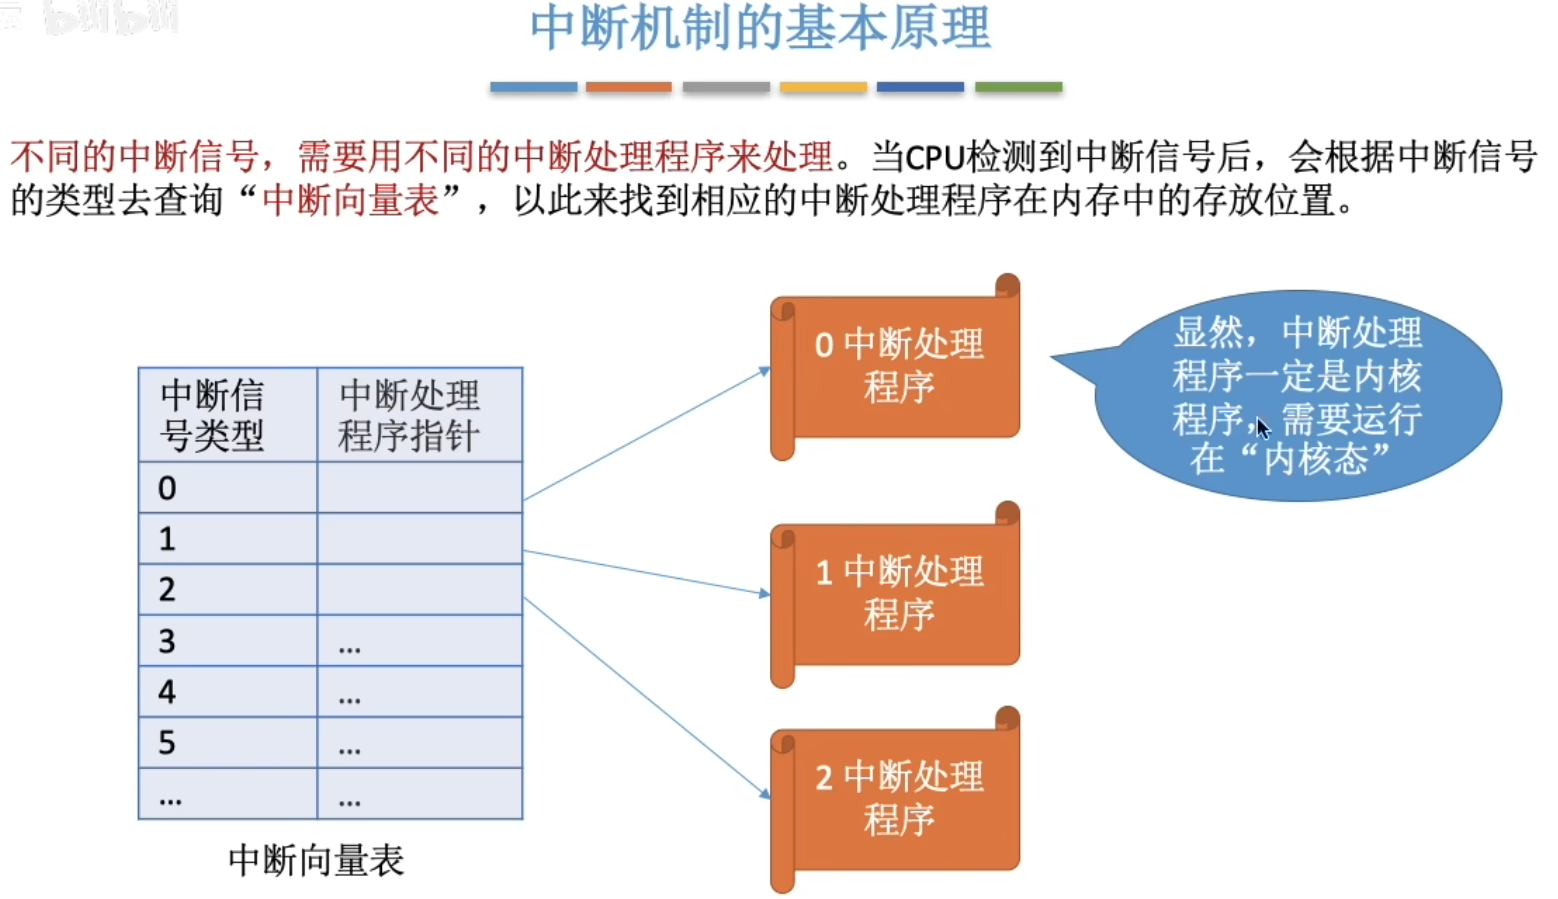 bilibili
中断机制的基本原理
不同的中断信号，需要用不同的中断处理程序来处理。当CPU检测到中断信号后，会根据中断信号
的类型去查询“中断向量表”，以此来找到相应的中断处理程序在内存中的存放位置。
中断信
号类型
中断处理
程序指针
0
1
2
3
...
4
...
5
...
...
...
中断向量表
0 中断处理
程序
1 中断处理
程序
2 中断处理
程序
显然，中断处理
程序一定是内核
程序，需要运行
在“内核态”